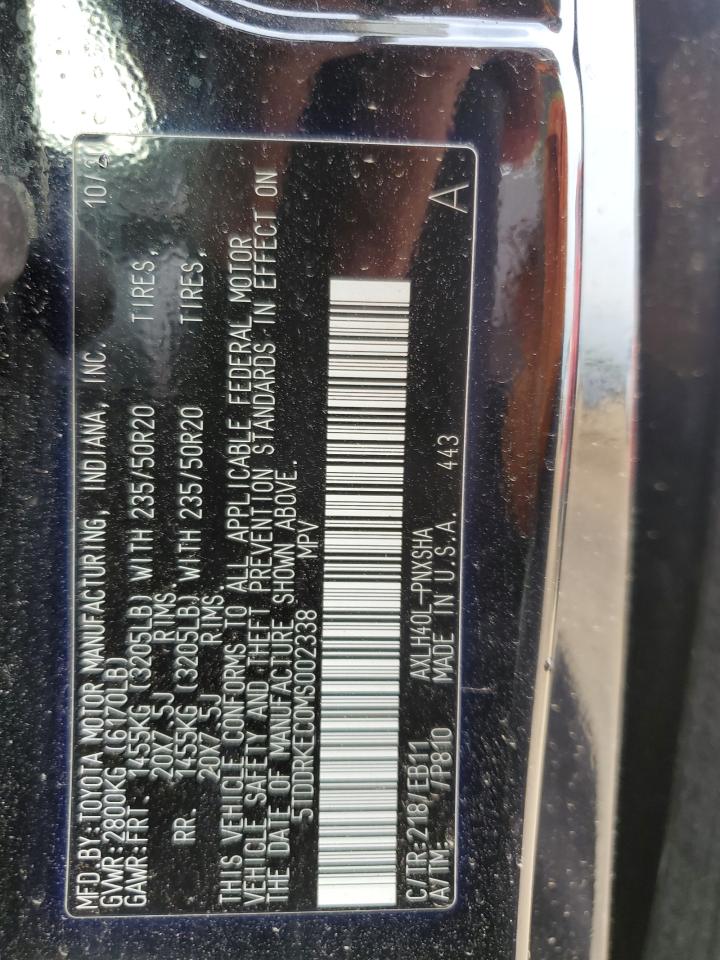 MFD.BY:TOYOTA MOTOR MANUFACTURING, INDIANA, INC. 10/
GVWR:2800KG (6170LB)
GAWR:FRT. 1455KG (3205LB) WITH 235/50R20 TIRES,
20X7.5J RIMS.
RR. 1455KG (3205LB) WITH 235/50R20 TIRES,
20X7.5J RIMS.
THIS VEHICLE CONFORMS TO ALL APPLICABLE FEDERAL MOTOR
VEHICLE SAFETY AND THEFT PREVENTION STANDARDS IN EFFECT ON
THE DATE OF MANUFACTURE SHOWN ABOVE.
5TDDRKEC0MS002338 MPV
C/TR:218/EB11 AXLH40L-PNXSHA
A/TM: /P810 MADE IN U.S.A. 443 A